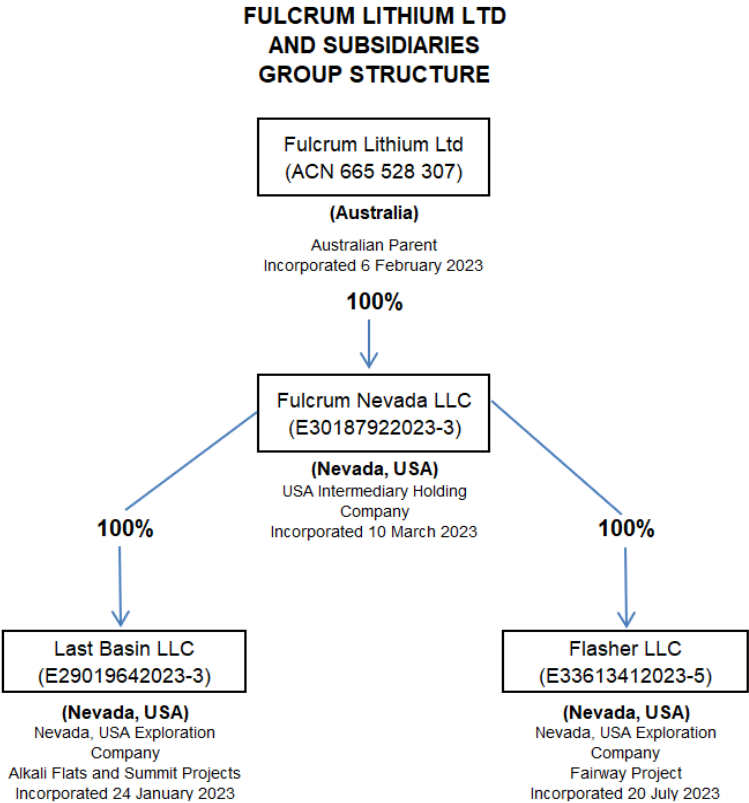 FULCRUM LITHIUM LTD
AND SUBSIDIARIES
GROUP STRUCTURE
Fulcrum Lithium Ltd
(ACN 665 528 307)
(Australia)
Australian Parent
Incorporated 6 February 2023
100%
Fulcrum Nevada LLC
(E30187922023-3)
(Nevada, USA)
USA Intermediary Holding
Company
Incorporated 10 March 2023
100%
100%
Last Basin LLC
(E29019642023-3)
(Nevada, USA)
Nevada, USA Exploration
Company
Alkali Flats and Summit Projects
Incorporated 24 January 2023
Flasher LLC
(E33613412023-5)
(Nevada, USA)
Nevada, USA Exploration
Company
Fairway Project
Incorporated 20 July 2023